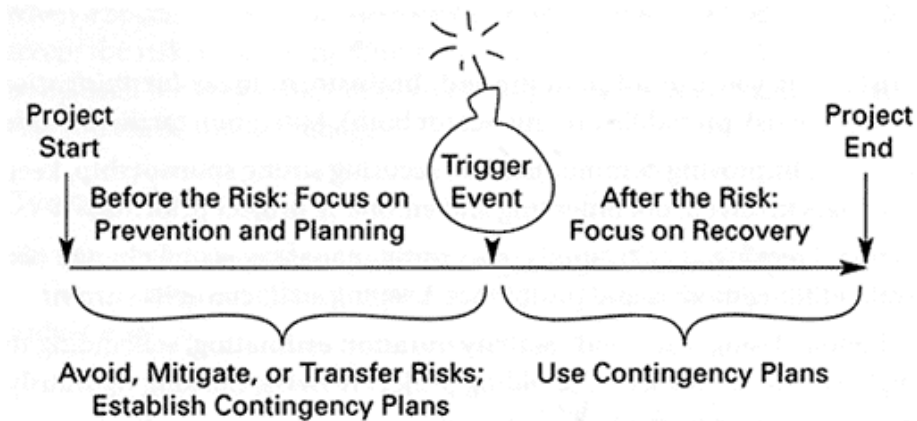 Project
Start
Before the Risk: Focus on
Prevention and Planning
Trigger
Event
Project
End
After the Risk:
Focus on Recovery
Avoid, Mitigate, or Transfer Risks;
Establish Contingency Plans
Use Contingency Plans